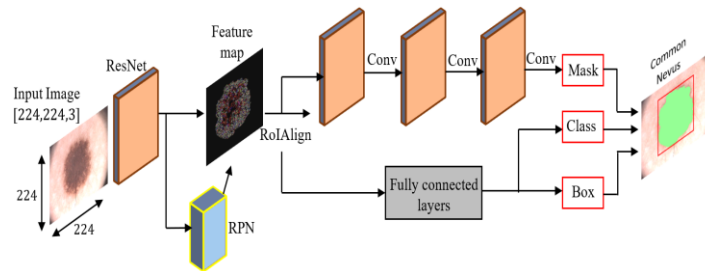 Input Image
[224,224,3]
224
224
ResNet
Feature
map
RPN
RoIAlign
Conv
Conv
Conv
Fully connected
layers
Mask
Class
Box
Common
Nevus